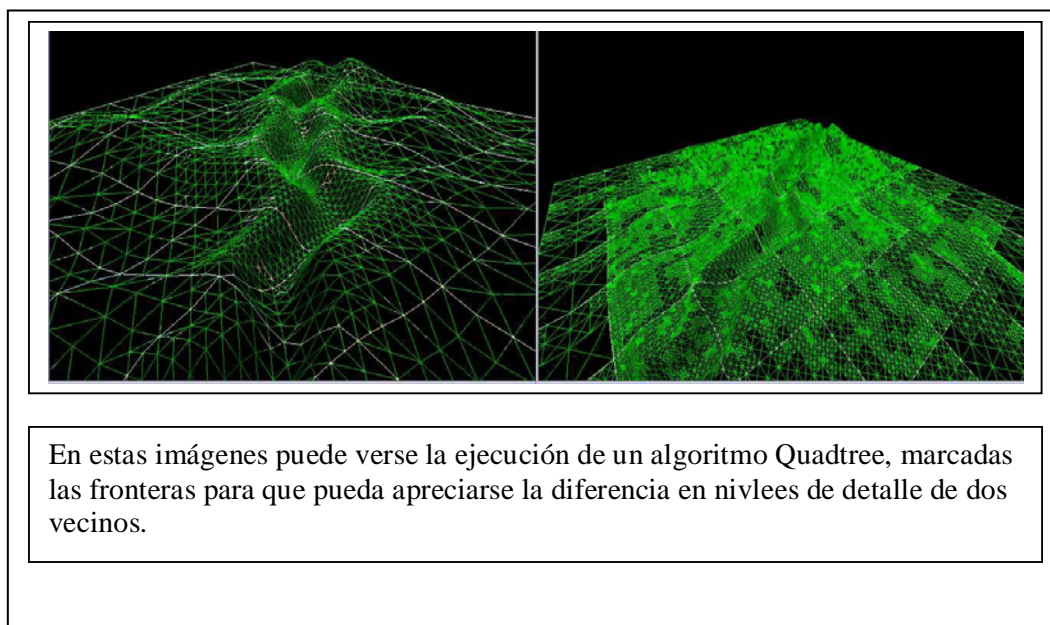 En estas imágenes puede verse la ejecución de un algoritmo Quadtree, marcadas
las fronteras para que pueda apreciarse la diferencia en nivlees de detalle de dos
vecinos.